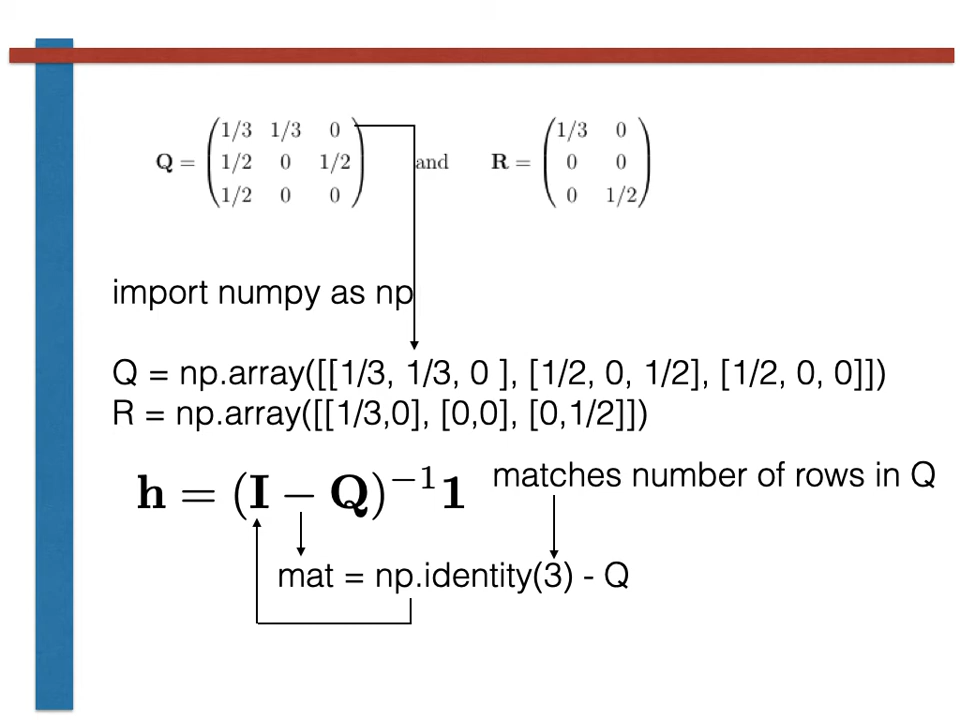 Q = (1/3 1/3 0
1/2 0 1/2
1/2 0 0) and R = (1/3 0
0 0
0 1/2)
import numpy as np
Q = np.array([[1/3, 1/3, 0 ], [1/2, 0, 1/2], [1/2, 0, 0]])
R = np.array([[1/3,0], [0,0], [0,1/2]])
h = (I − Q)⁻¹1
matches number of rows in Q
mat = np.identity(3) - Q